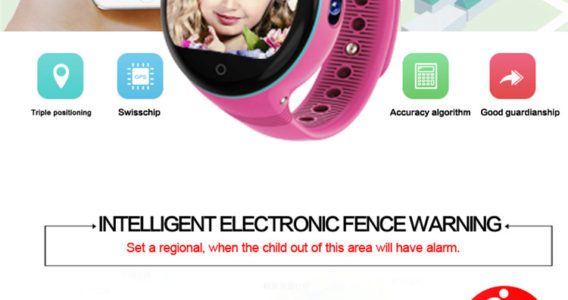 GPS
Triple positioning
Swisschip
Accuracy algorithm
Good guardianship
INTELLIGENT ELECTRONIC FENCE WARNING
Set a regional, when the child out of this area will have alarm.